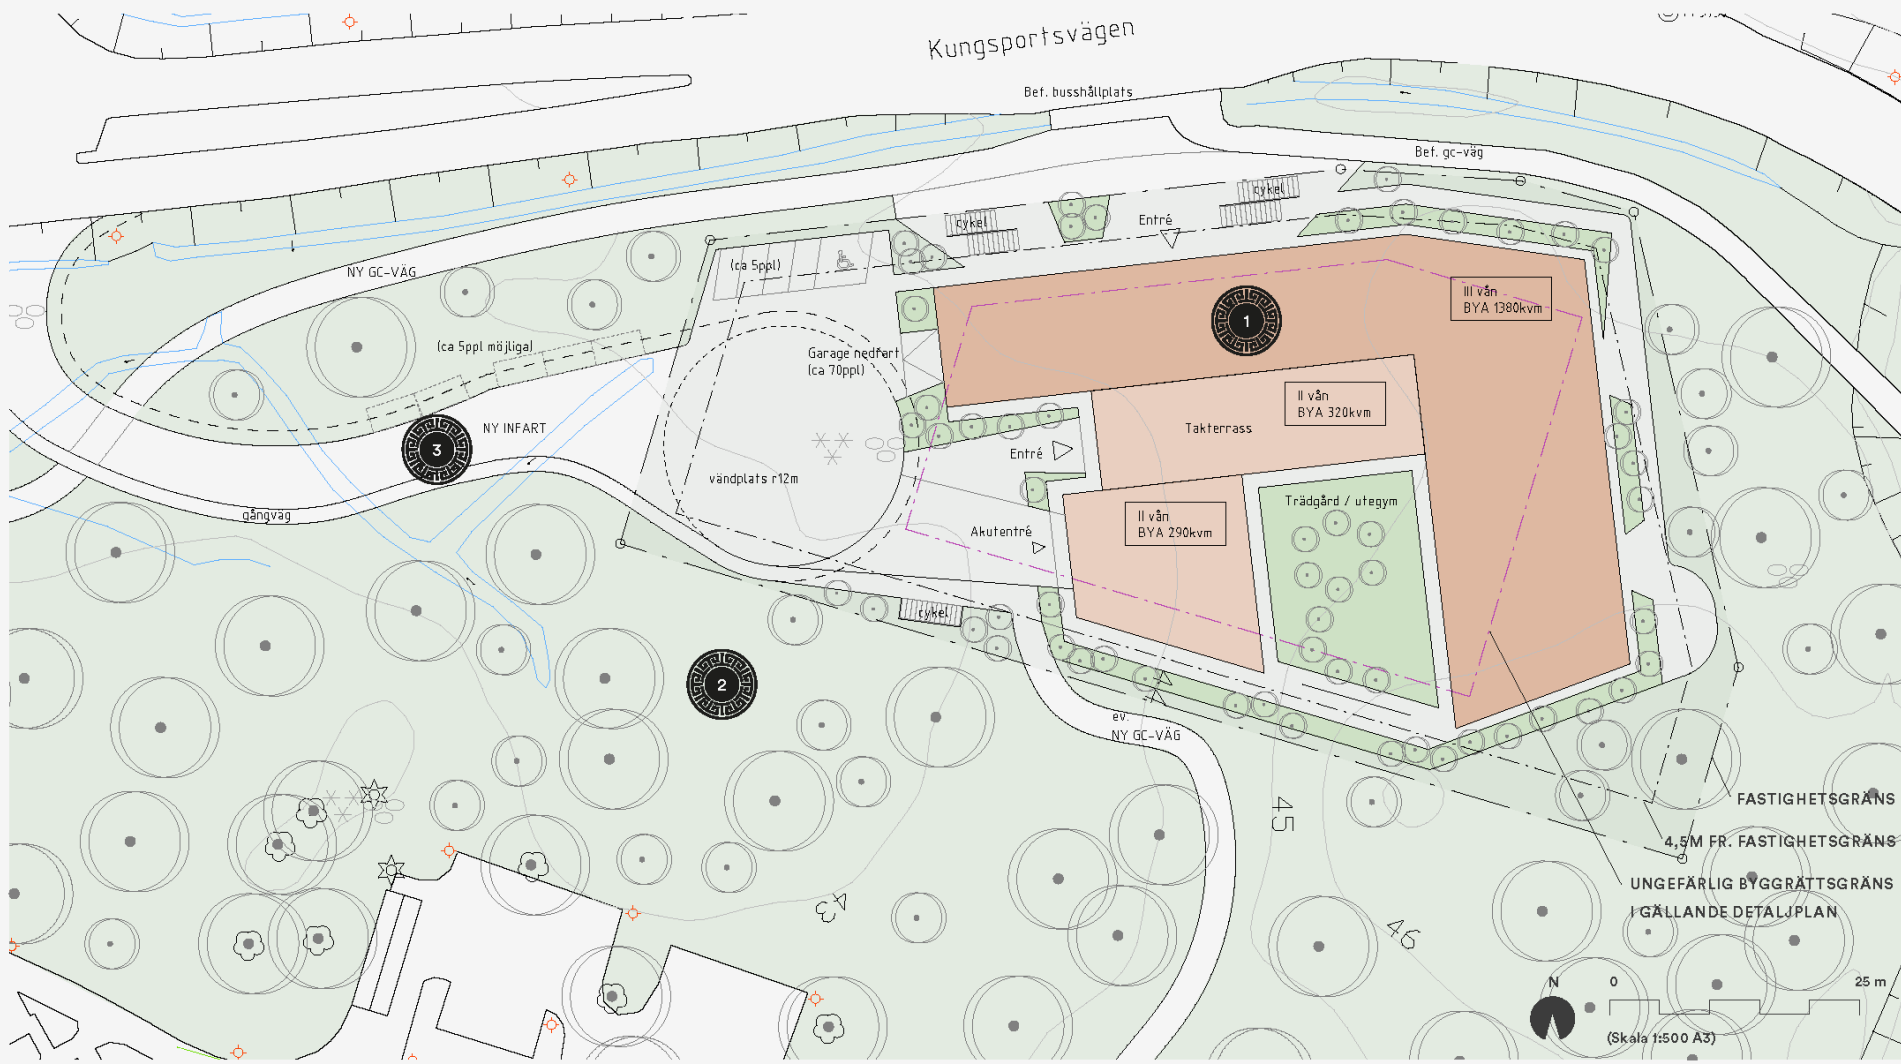 Kungsportsvägen
Bef. busshållplats
Bef. gc-väg
cykel
cykel
Entré
NY GC-VÄG
(ca 5ppl)
III vån
BYA 1380kvm
1
(ca 5ppl möjliga)
Garage nedfart
(ca 70ppl)
II vån
BYA 320kvm
Takterrass
NY INFART
3
Entré
vändplats r12m
gångväg
Trädgård / utegym
II vån
BYA 290kvm
Akutentré
cykel
2
ev.
NY GC-VÄG
45
43
46
FASTIGHETSGRÄNS
4,5M FR. FASTIGHETSGRÄNS
UNGEFÄRLIG BYGGRÄTTSGRÄNS
I GÄLLANDE DETALJPLAN
N
0
25 m
(Skala 1:500 A3)